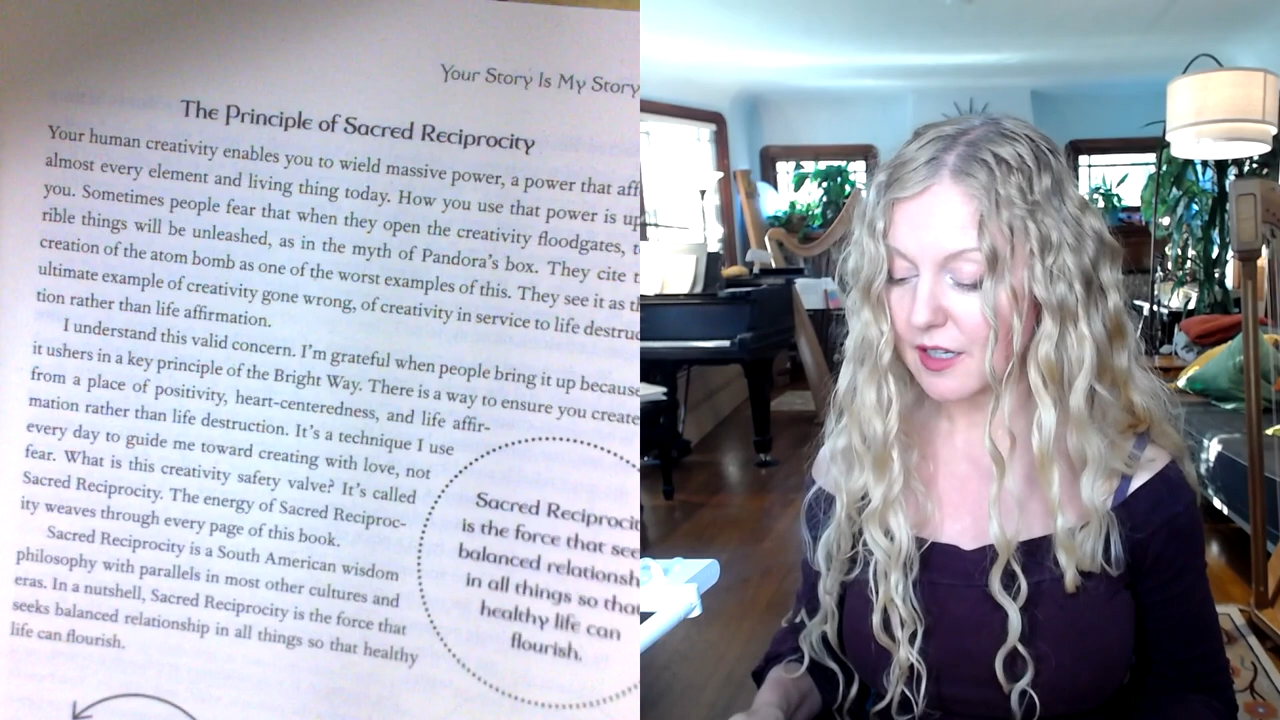 Your Story Is My Story
The Principle of Sacred Reciprocity
Your human creativity enables you to wield massive power, a power that aff
almost every element and living thing today. How you use that power is up
you. Sometimes people fear that when they open the creativity floodgates, t
rible things will be unleashed, as in the myth of Pandora's box. They cite t
creation of the atom bomb as one of the worst examples of this. They see it as t
ultimate example of creativity gone wrong, of creativity in service to life destruc
tion rather than life affirmation.
I understand this valid concern. I'm grateful when people bring it up because
it ushers in a key principle of the Bright Way. There is a way to ensure you create
from a place of positivity, heart-centeredness, and life affir-
mation rather than life destruction. It's a technique I use
every day to guide me toward creating with love, not
fear. What is this creativity safety valve? It's called
Sacred Reciprocity. The energy of Sacred Reciproc-
ity weaves through every page of this book.
Sacred Reciprocity is a South American wisdom
philosophy with parallels in most other cultures and
eras. In a nutshell, Sacred Reciprocity is the force that
seeks balanced relationship in all things so that healthy
life can flourish.
Sacred Reciprocit
is the force that see
balanced relationsh
in all things so that
healthy life can
flourish.